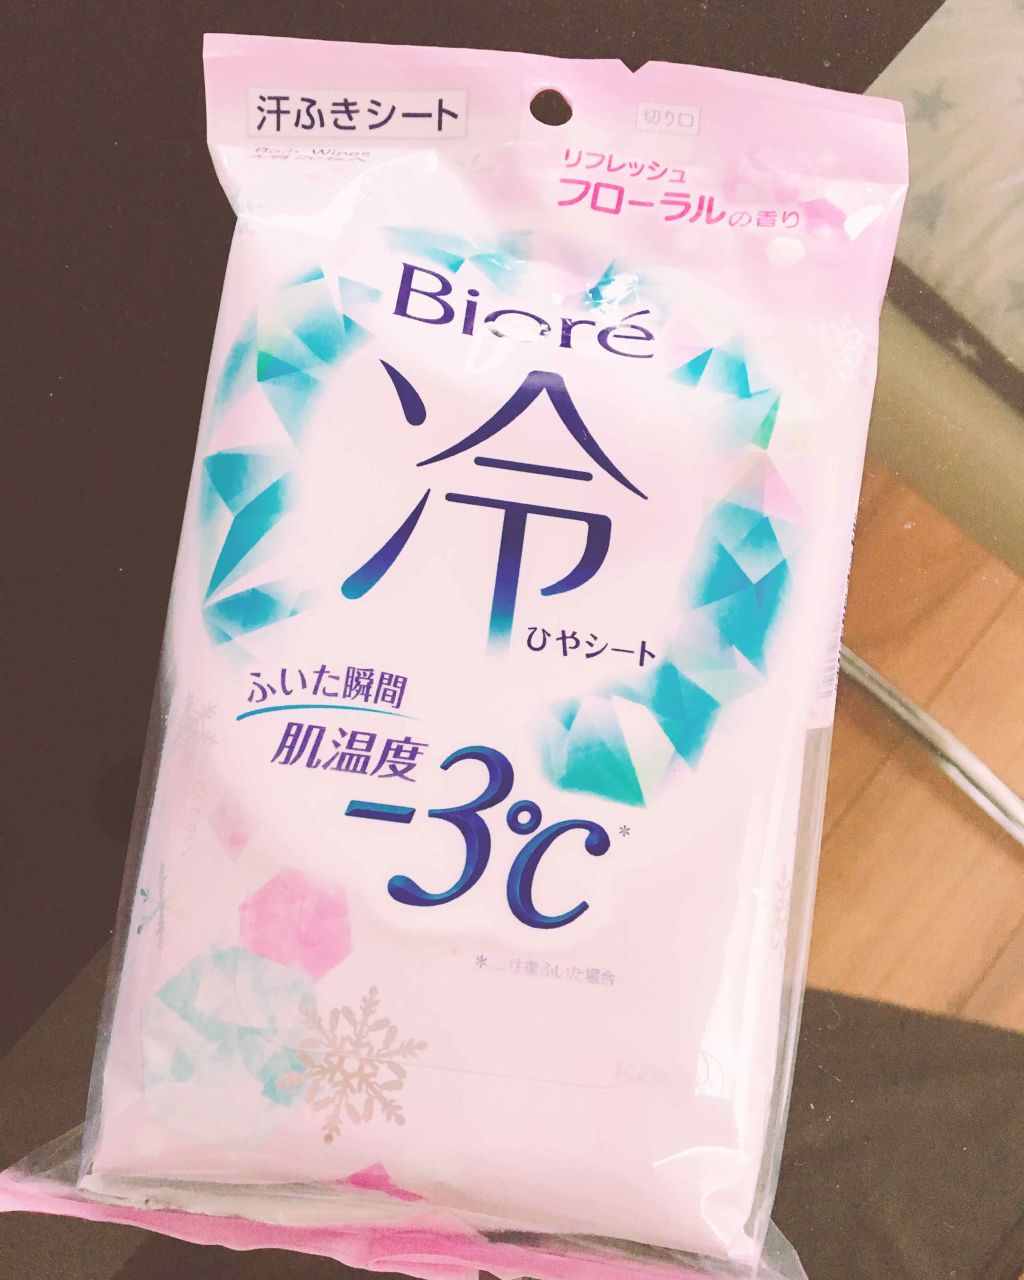 汗ふきシート
切り口
Body Wipes
リフレッシュ
フローラルの香り
Bioré
冷
ひやシート
ふいた瞬間
肌温度
-3℃*
*二往復ふいた場合